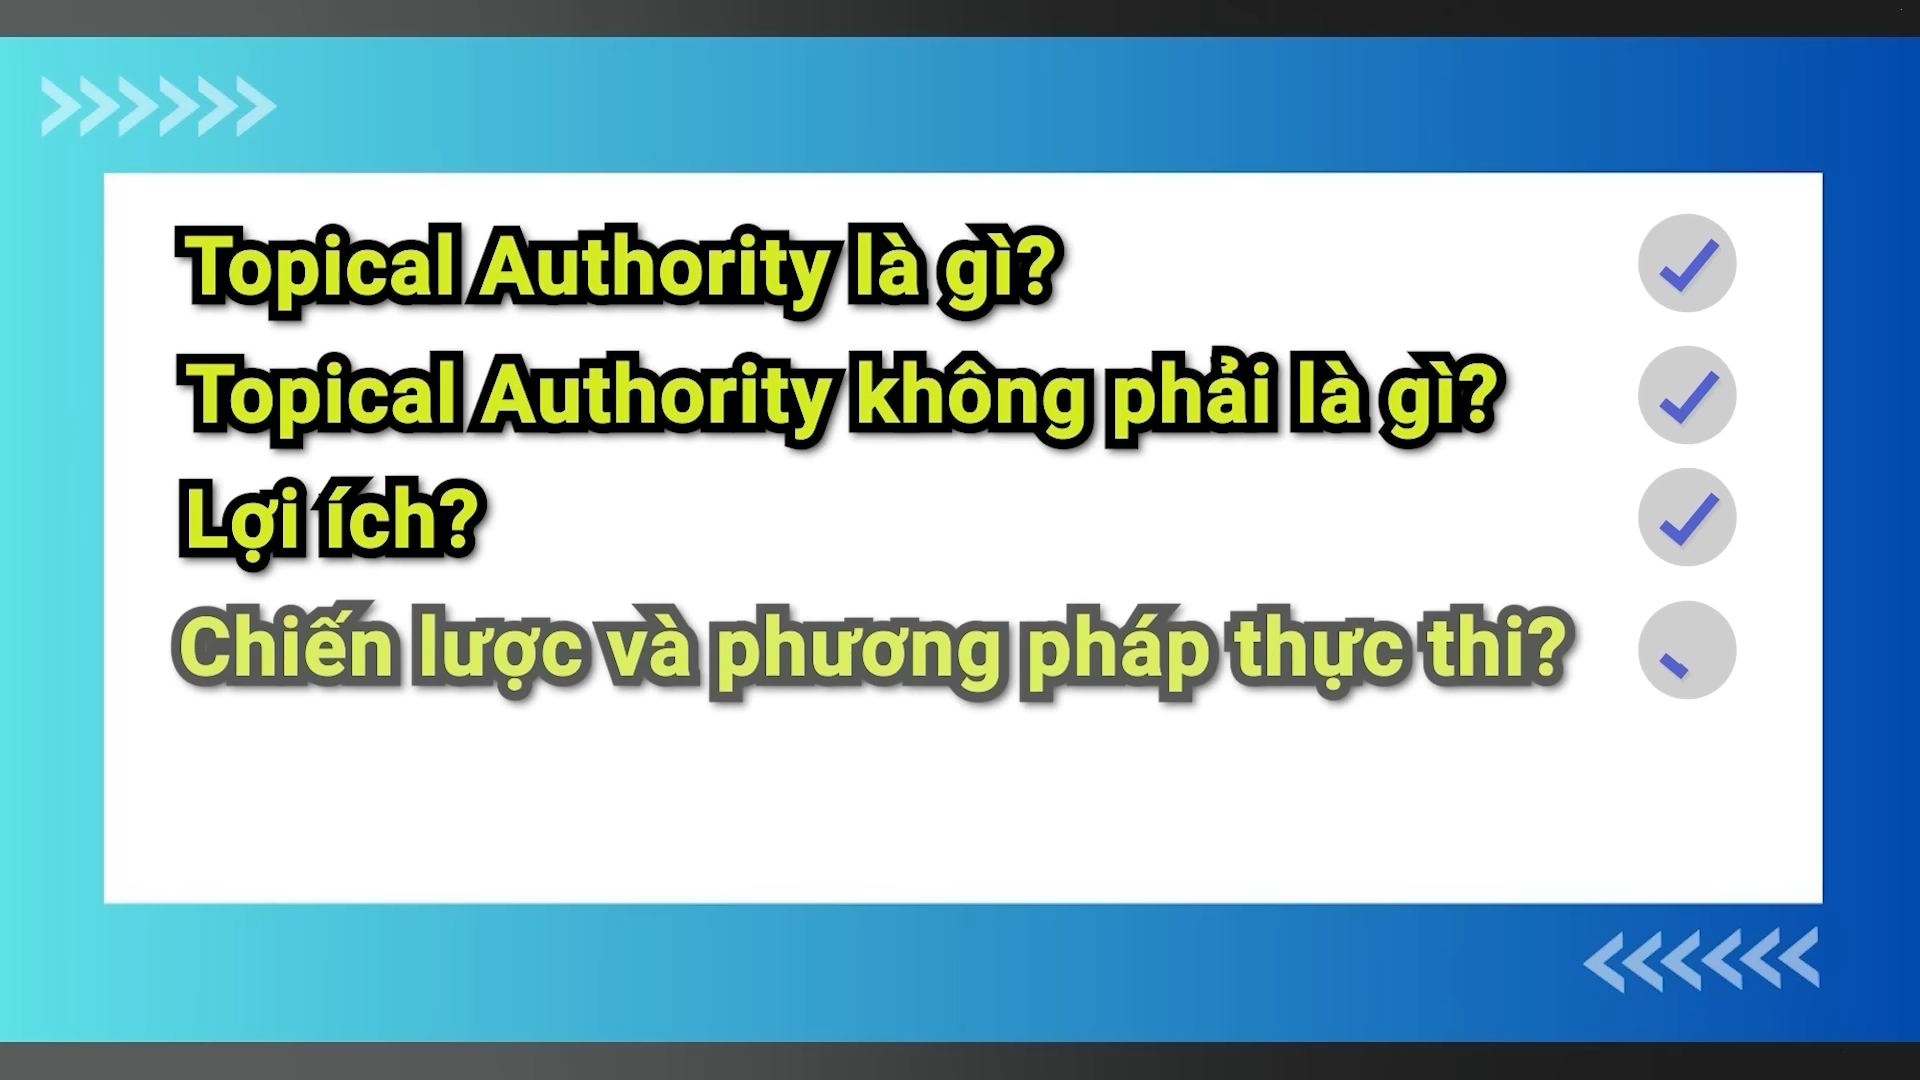 Topical Authority là gì?
Topical Authority không phải là gì?
Lợi ích?
Chiến lược và phương pháp thực thi?